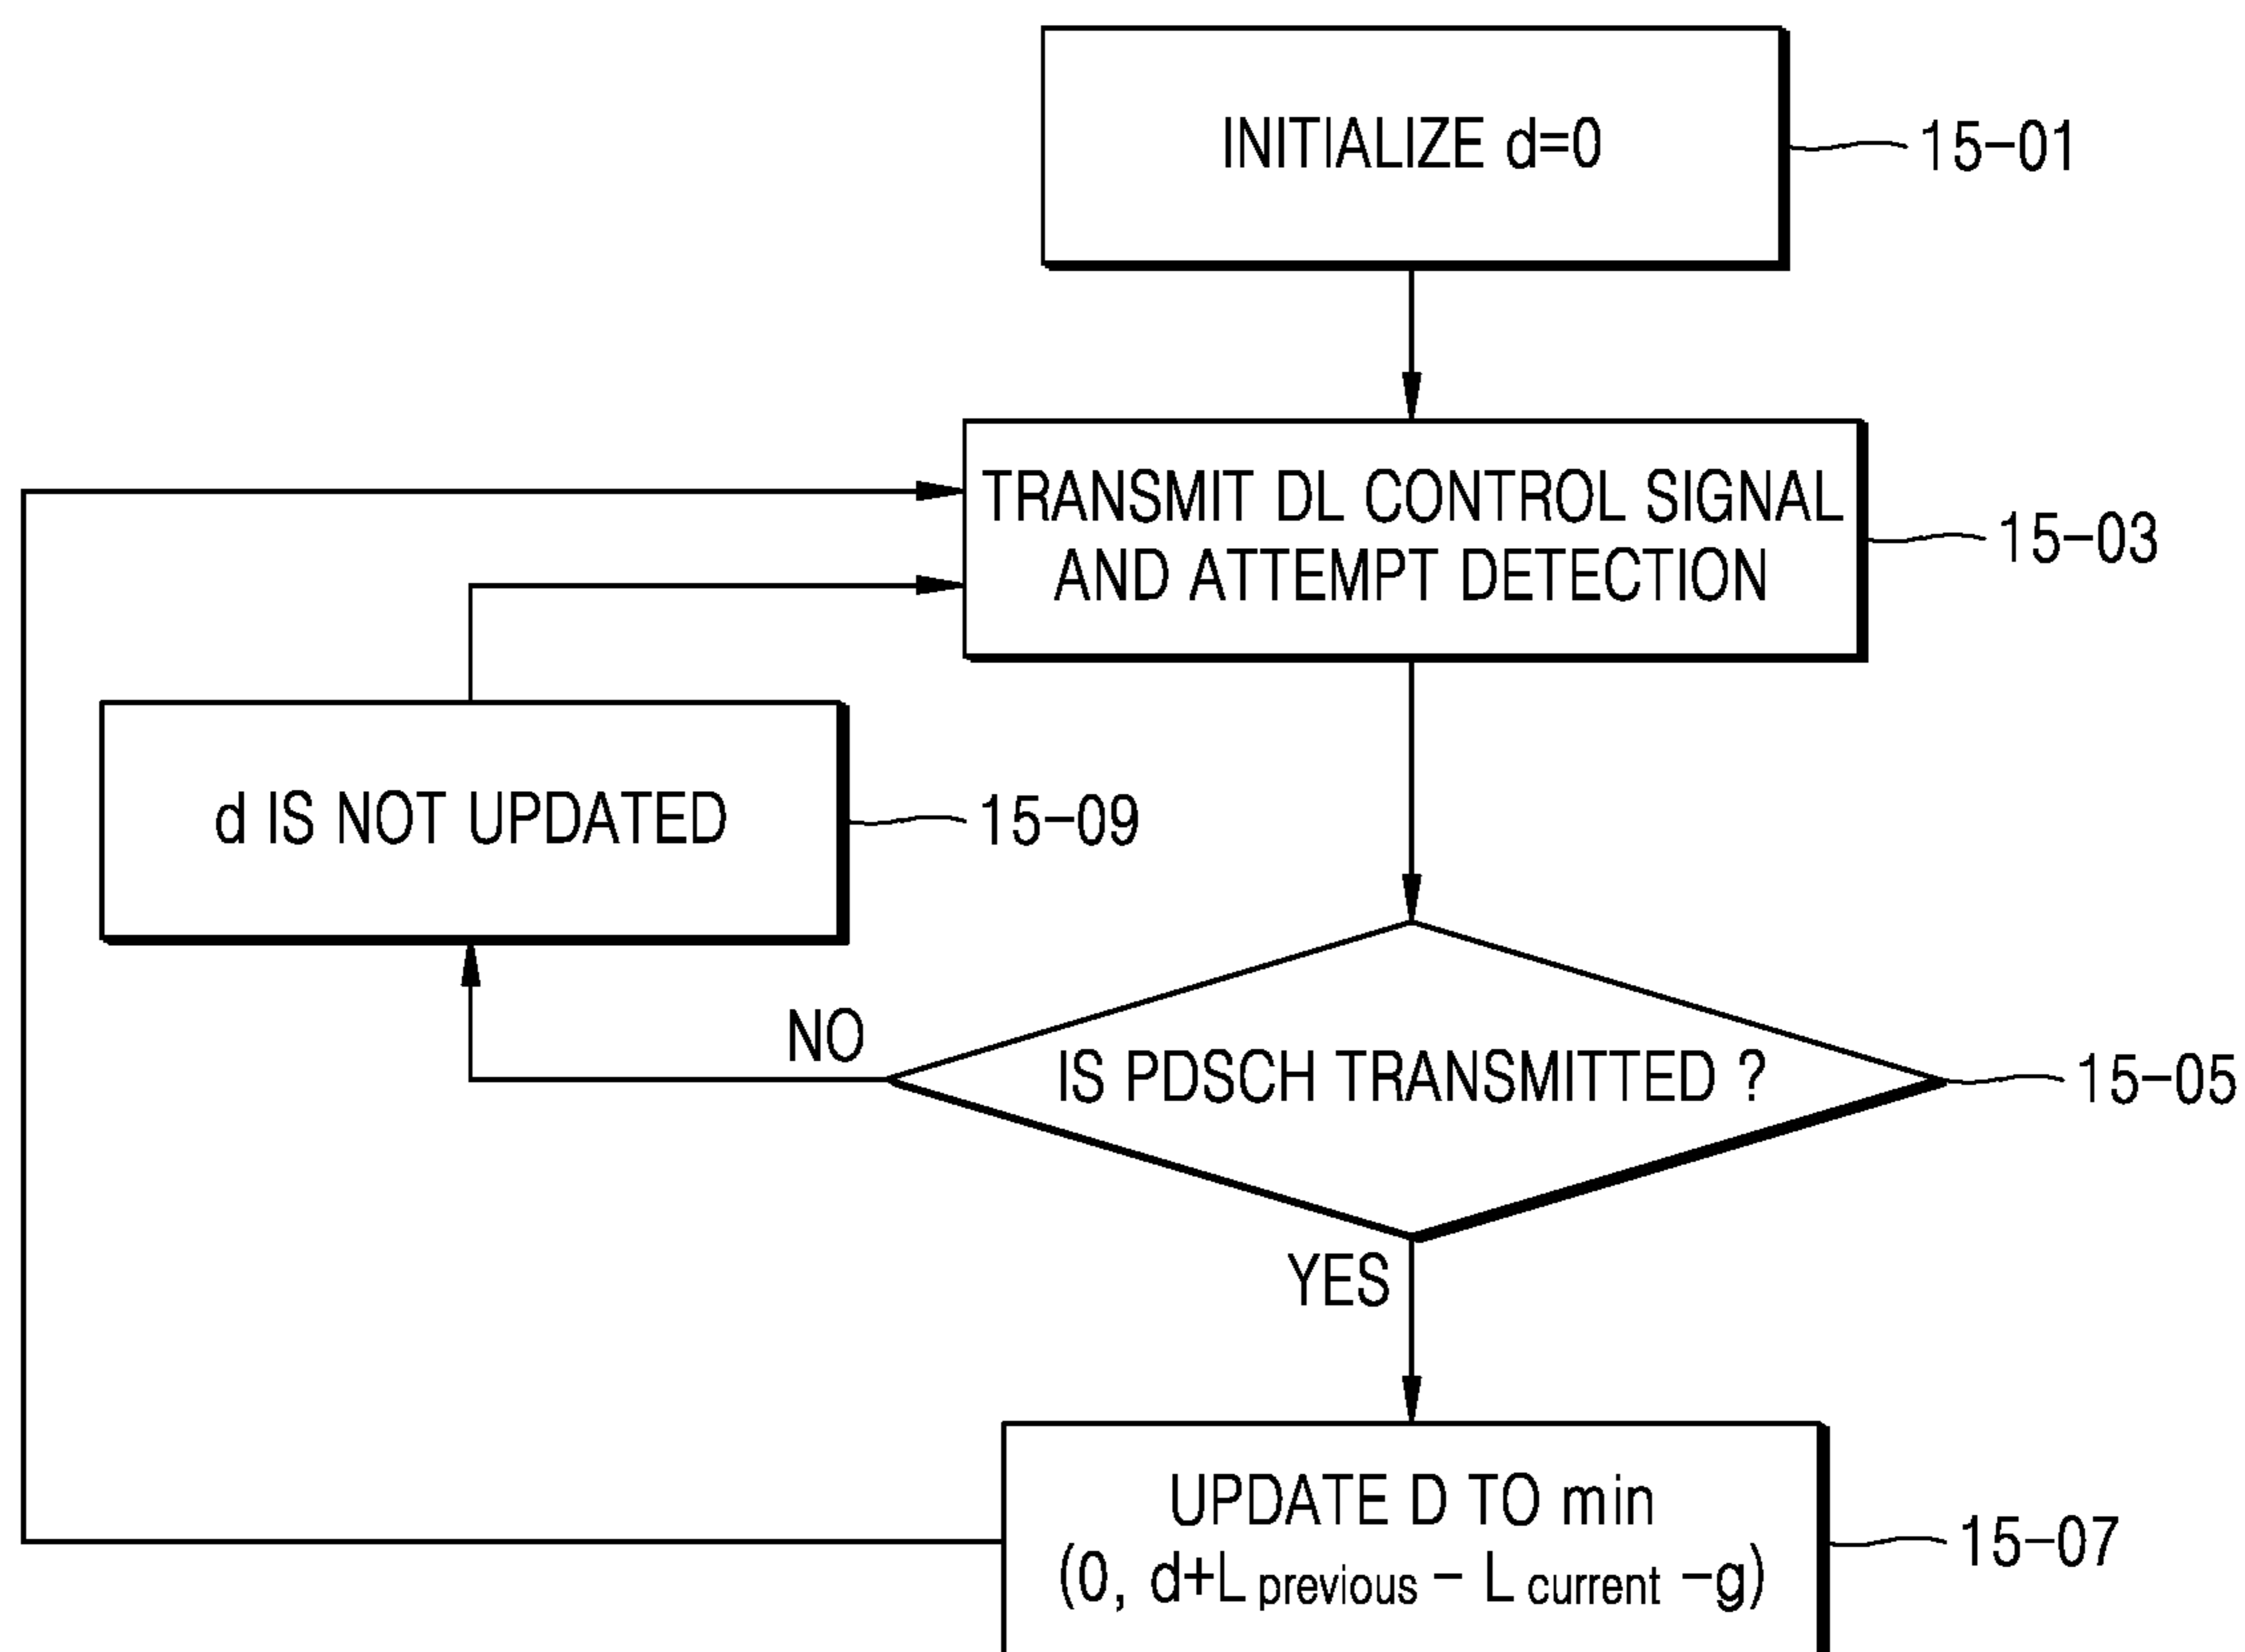 INITIALIZE d=0
15-01
TRANSMIT DL CONTROL SIGNAL
AND ATTEMPT DETECTION
15-03
d IS NOT UPDATED
15-09
NO
IS PDSCH TRANSMITTED ?
15-05
YES
UPDATE D TO min
(0, d+L previous - L current -g)
15-07